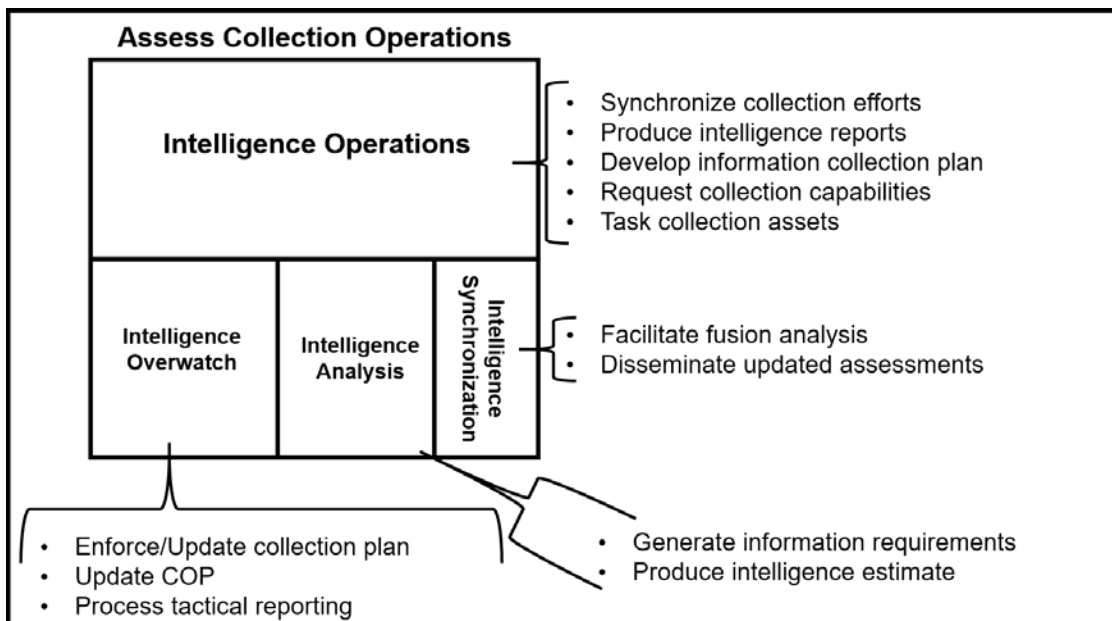 Assess Collection Operations
Intelligence Operations
• Synchronize collection efforts
• Produce intelligence reports
• Develop information collection plan
• Request collection capabilities
• Task collection assets
Intelligence
Overwatch
Intelligence
Analysis
Intelligence
Synchronization
• Facilitate fusion analysis
• Disseminate updated assessments
• Enforce/Update collection plan
• Update COP
• Process tactical reporting
• Generate information requirements
• Produce intelligence estimate